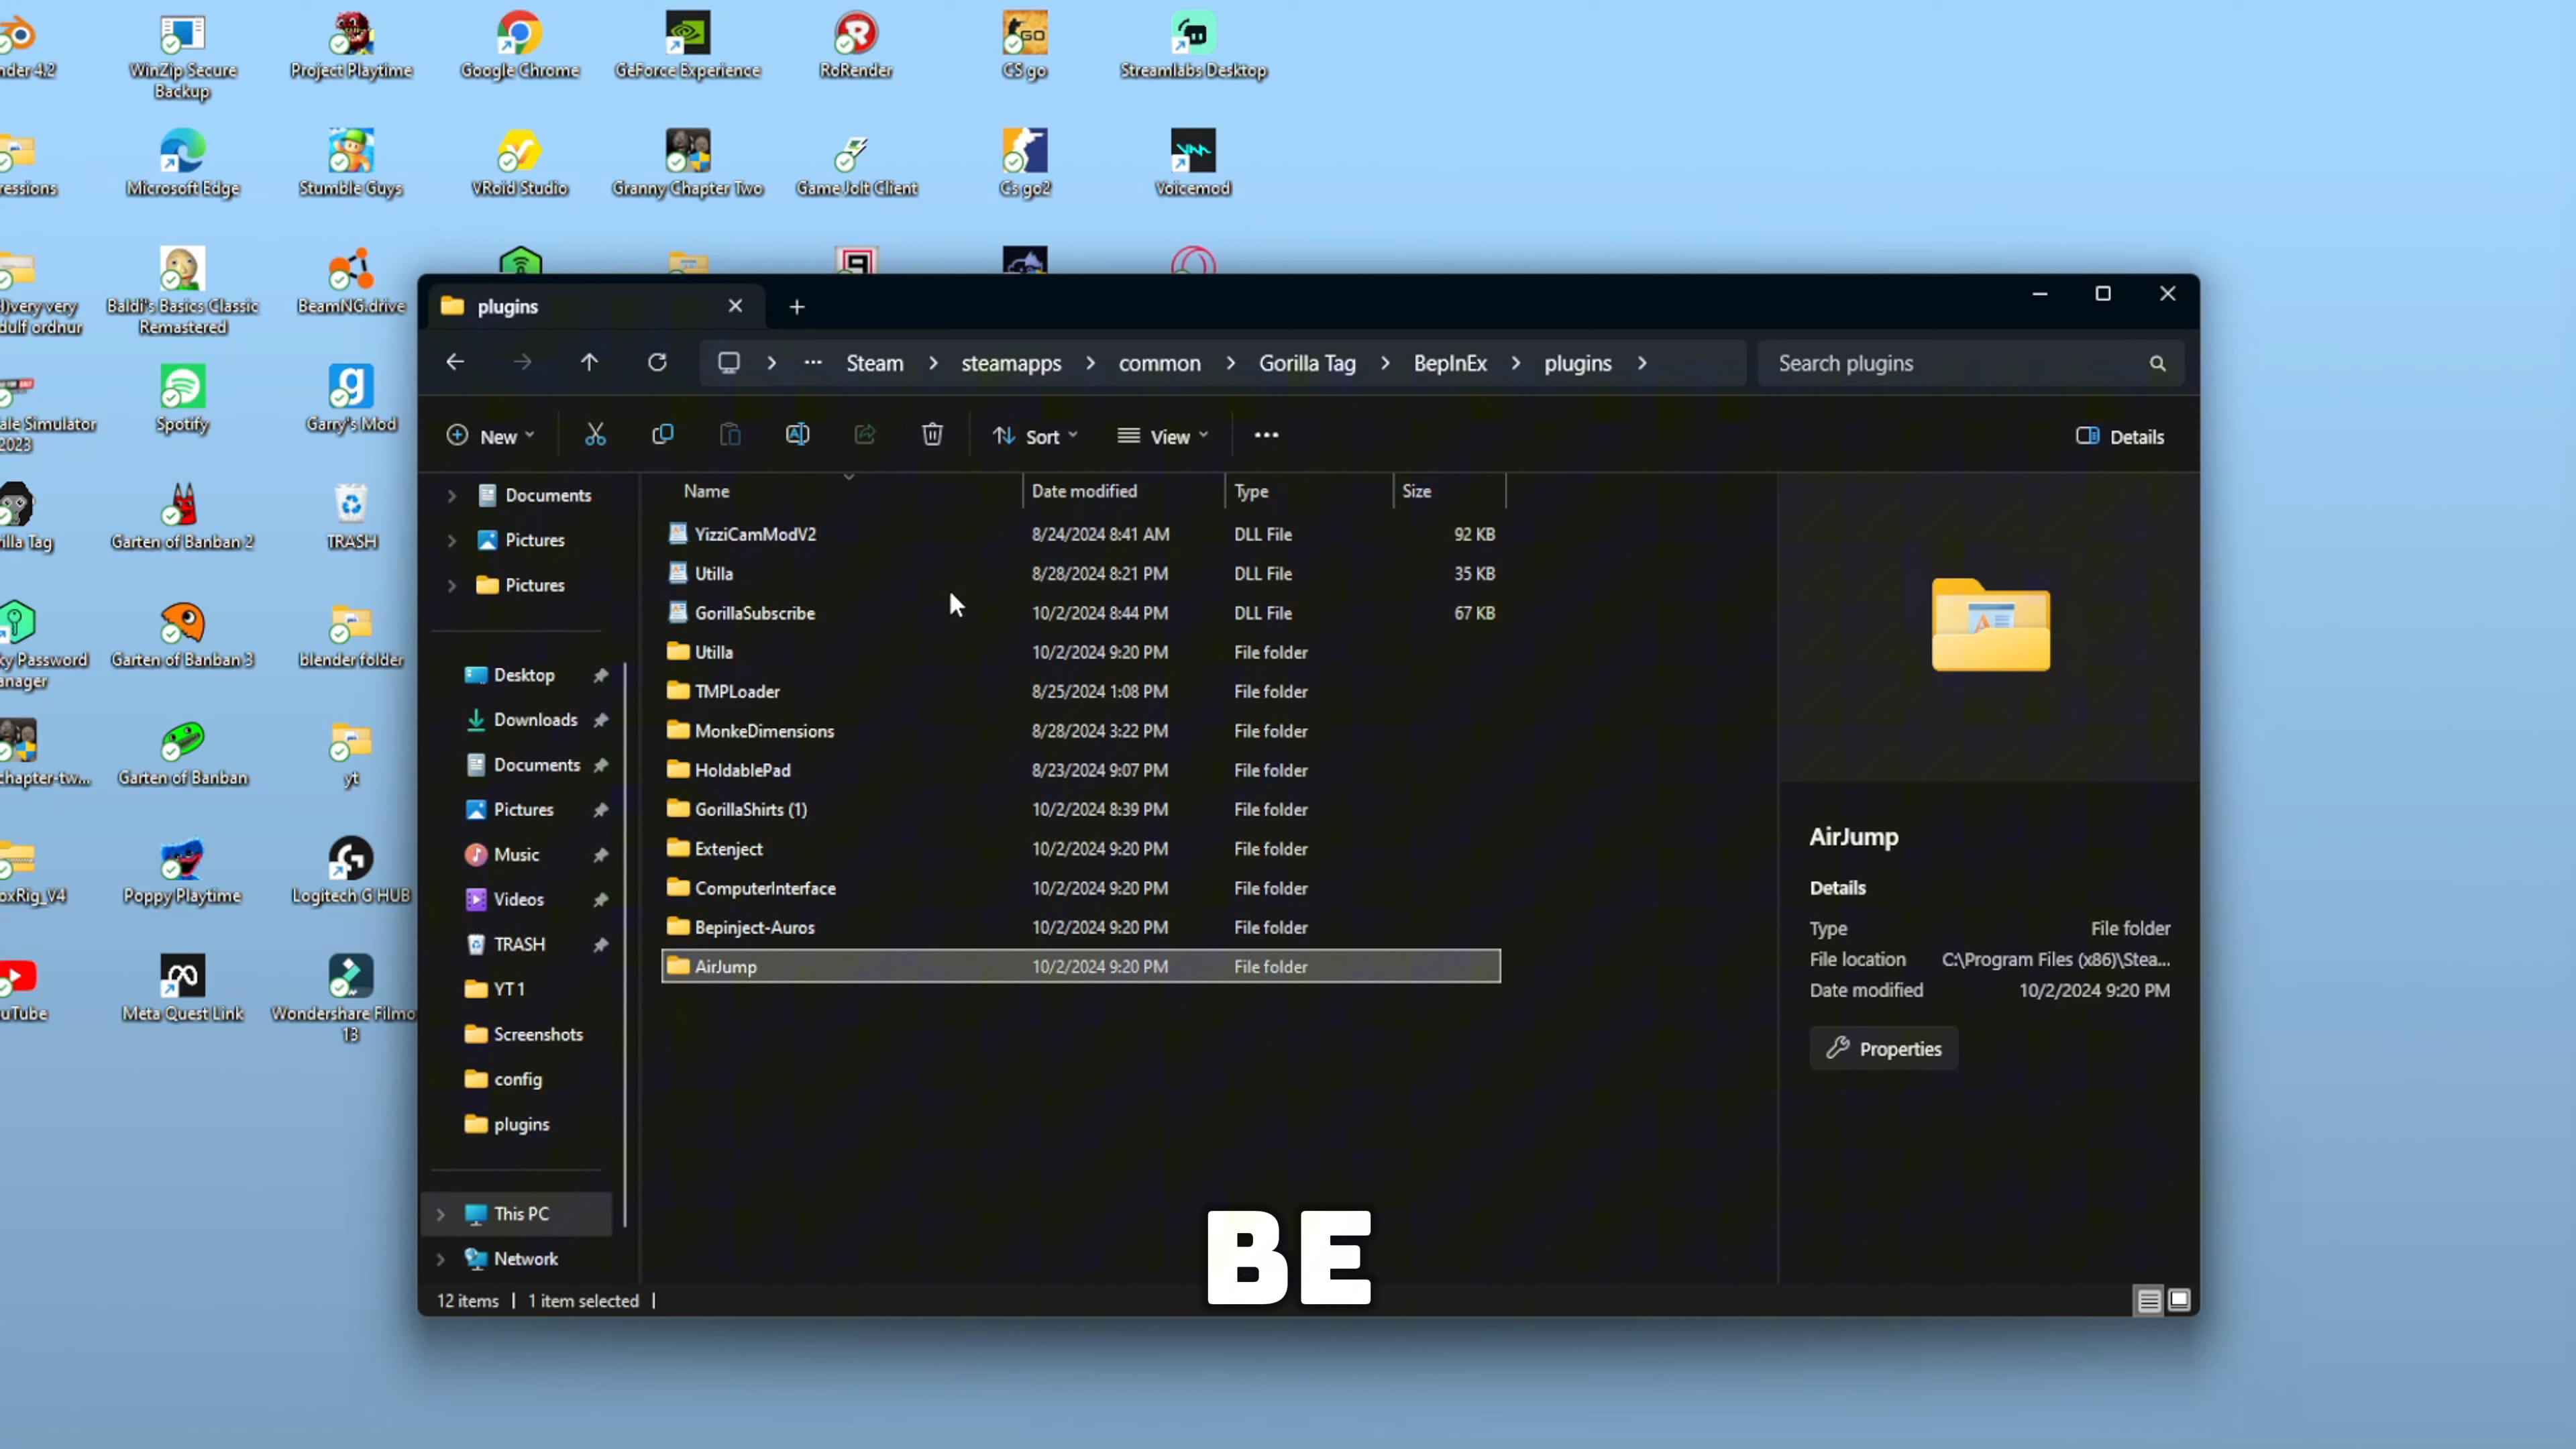 nder 4.2
WinZip Secure
Backup
Project Playtime
Google Chrome
GeForce Experience
RoRender
CS go
Streamlabs Desktop
ressions
Microsoft Edge
Stumble Guys
VRoid Studio
Granny Chapter Two
Game Jolt Client
Cs go2
Voicemod
l)very very
dulf ordnur
Baldi's Basics Classic
Remastered
BeamNG.drive
ale Simulator
2023
Spotify
Garry's Mod
rilla Tag
Garten of Banban 2
TRASH
ky Password
anager
Garten of Banban 3
blender folder
chapter-tw...
Garten of Banban
yt
oxRig_V4
Poppy Playtime
Logitech G HUB
uTube
Meta Quest Link
Wondershare Filmo
13
plugins
... Steam > steamapps > common > Gorilla Tag > BepInEx > plugins >
Search plugins
New
Sort
View
...
Details
Documents
Pictures
Pictures
Desktop
Downloads
Documents
Pictures
Music
Videos
TRASH
YT 1
Screenshots
config
plugins
This PC
Network
Name Date modified Type Size
YizziCamModV2 8/24/2024 8:41 AM DLL File 92 KB
Utilla 8/28/2024 8:21 PM DLL File 35 KB
GorillaSubscribe 10/2/2024 8:44 PM DLL File 67 KB
Utilla 10/2/2024 9:20 PM File folder
TMPLoader 8/25/2024 1:08 PM File folder
MonkeDimensions 8/28/2024 3:22 PM File folder
HoldablePad 8/23/2024 9:07 PM File folder
GorillaShirts (1) 10/2/2024 8:39 PM File folder
Extenject 10/2/2024 9:20 PM File folder
ComputerInterface 10/2/2024 9:20 PM File folder
Bepinject-Auros 10/2/2024 9:20 PM File folder
AirJump 10/2/2024 9:20 PM File folder
AirJump
Details
Type File folder
File location C:\Program Files (x86)\Stea...
Date modified 10/2/2024 9:20 PM
Properties
BE
12 items | 1 item selected |